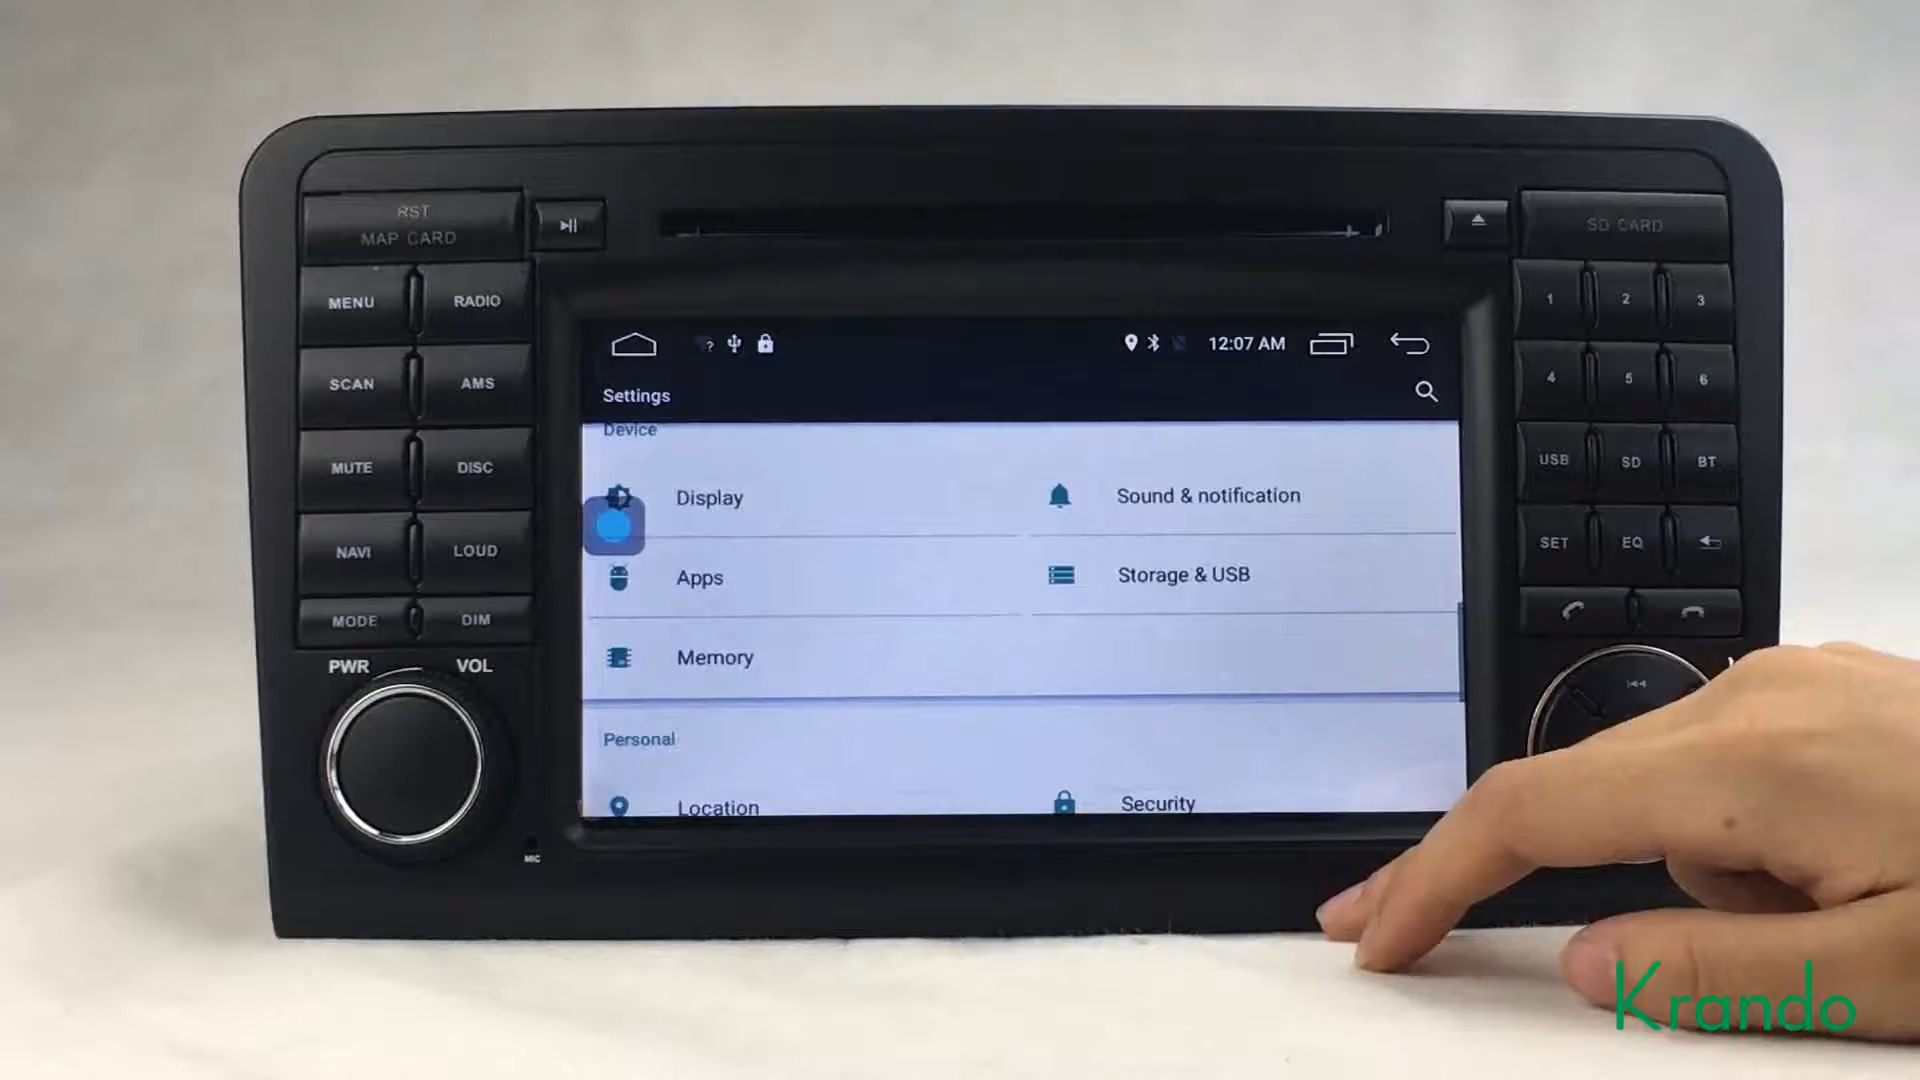 RST
MAP CARD
SD CARD
MENU
RADIO
1
2
3
12:07 AM
SCAN
AMS
4
5
6
Settings
Device
MUTE
DISC
USB
SD
BT
Display
Sound & notification
NAVI
LOUD
SET
EQ
Apps
Storage & USB
MODE
DIM
Memory
PWR
VOL
Personal
Location
Security
MIC
Krando